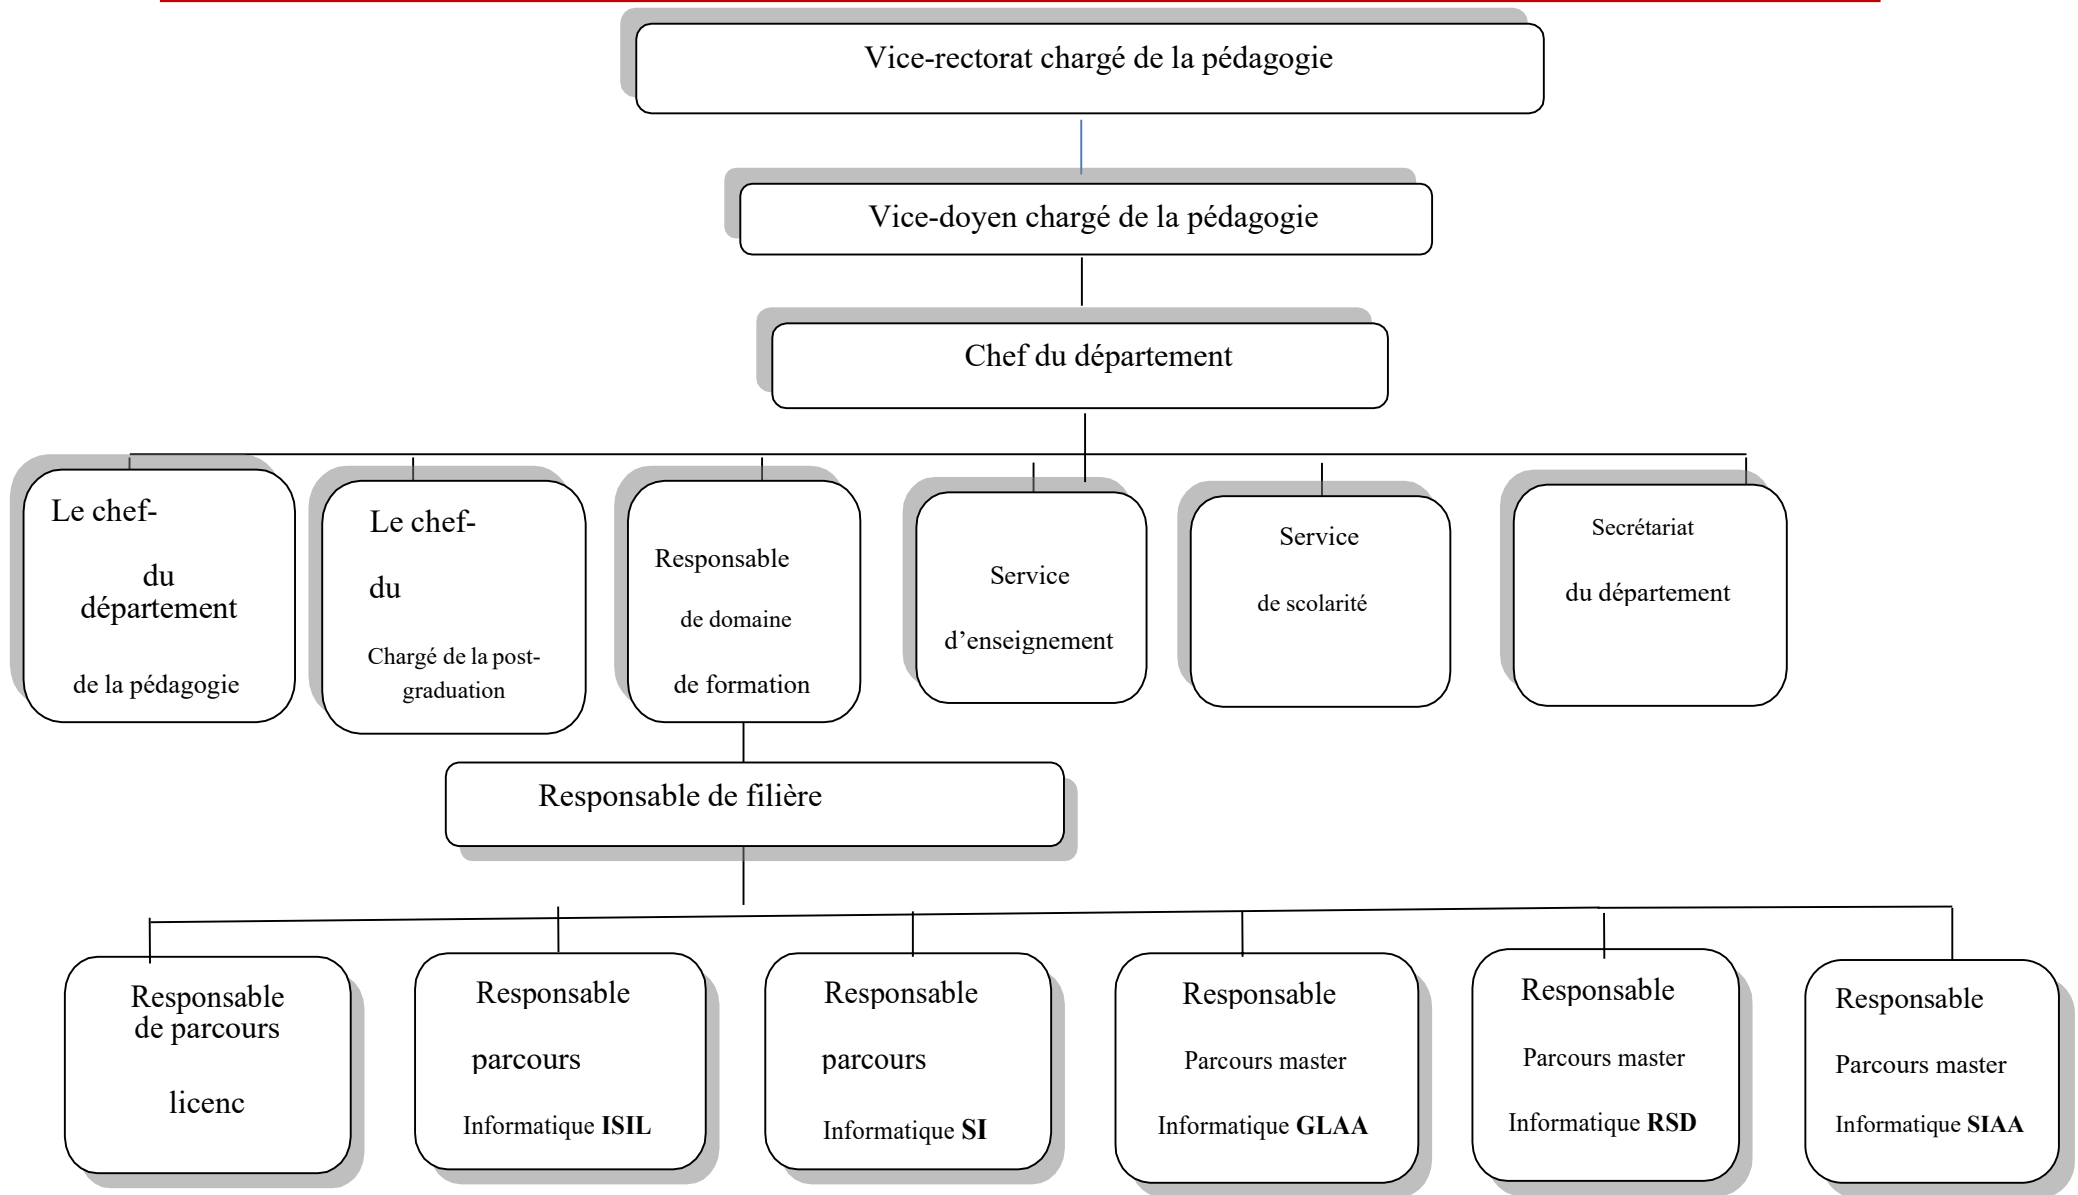 Vice-rectorat chargé de la pédagogie
Vice-doyen chargé de la pédagogie
Chef du département
Le chef-
du
département
de la pédagogie
Le chef-
du
Chargé de la post-
graduation
Responsable
de domaine
de formation
Service
d’enseignement
Service
de scolarité
Secrétariat
du département
Responsable de filière
Responsable
de parcours
licenc
Responsable
parcours
Informatique ISIL
Responsable
parcours
Informatique SI
Responsable
Parcours master
Informatique GLAA
Responsable
Parcours master
Informatique RSD
Responsable
Parcours master
Informatique SIAA